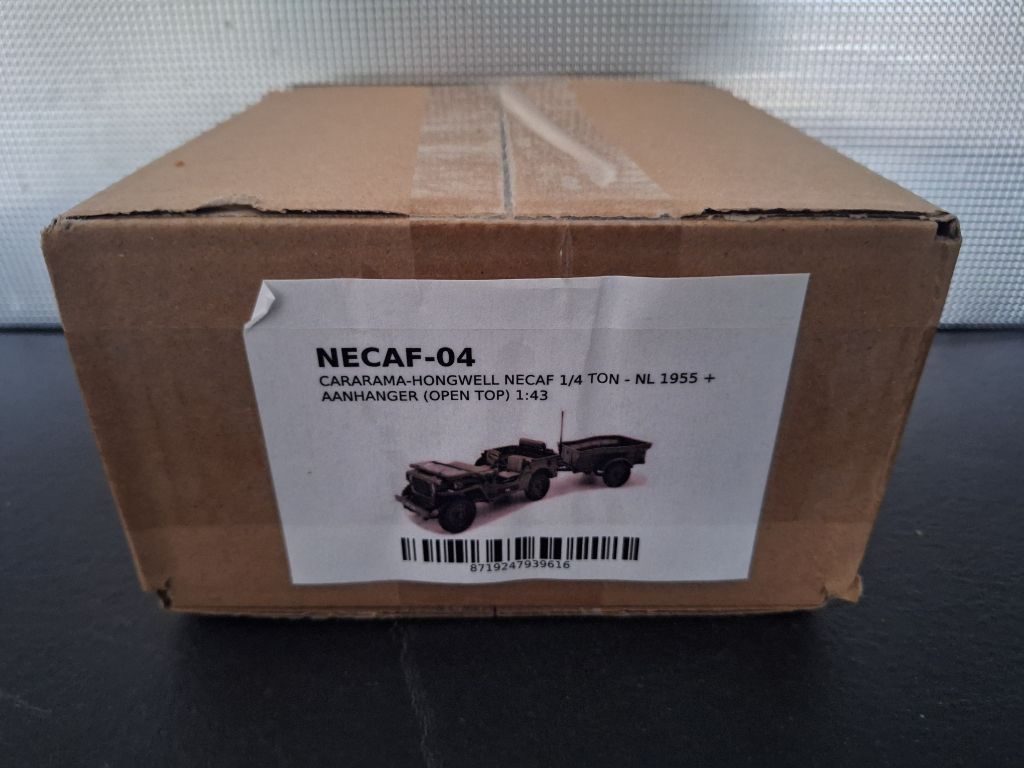 NECAF-04
CARARAMA-HONGWELL NECAF 1/4 TON - NL 1955 +
AANHANGER (OPEN TOP) 1:43
8719247939616